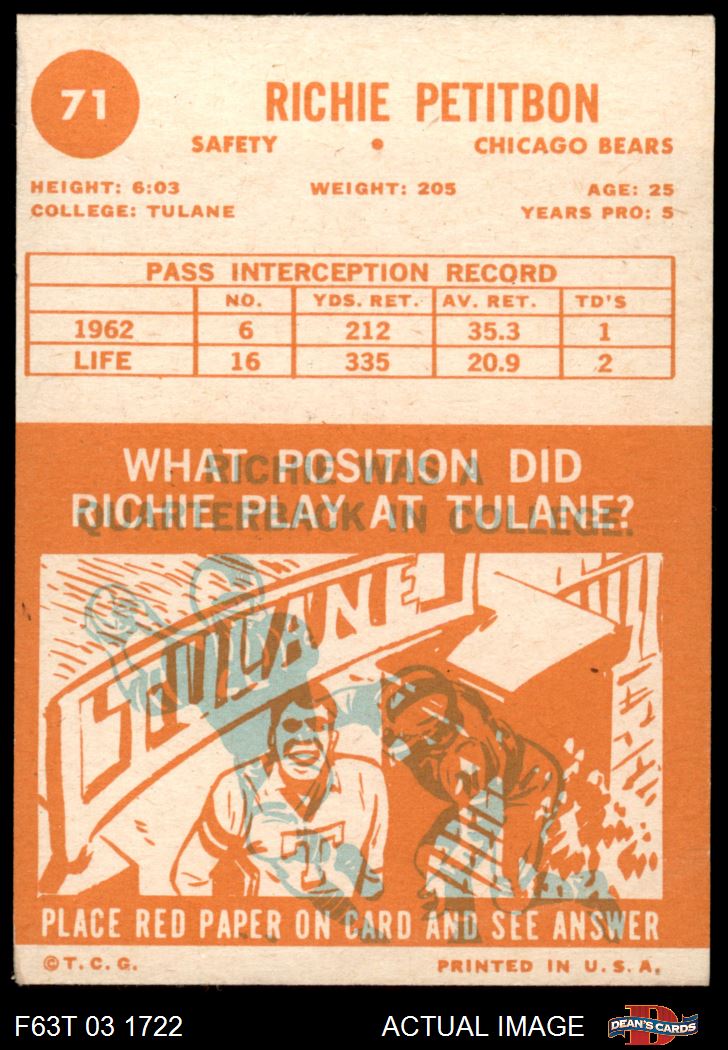 71
RICHIE PETITBON
SAFETY • CHICAGO BEARS
HEIGHT: 6:03 WEIGHT: 205 AGE: 25
COLLEGE: TULANE YEARS PRO: 5
PASS INTERCEPTION RECORD
NO. YDS. RET. AV. RET. TD'S
1962 6 212 35.3 1
LIFE 16 335 20.9 2
WHAT POSITION DID
RICHIE WAS A
RICHIE PLAY AT TULANE?
QUARTERBACK IN COLLEGE.
TULANE
T
PLACE RED PAPER ON CARD AND SEE ANSWER
©T.C.G. PRINTED IN U.S.A.
F63T 03 1722 ACTUAL IMAGE D DEAN'S CARDS